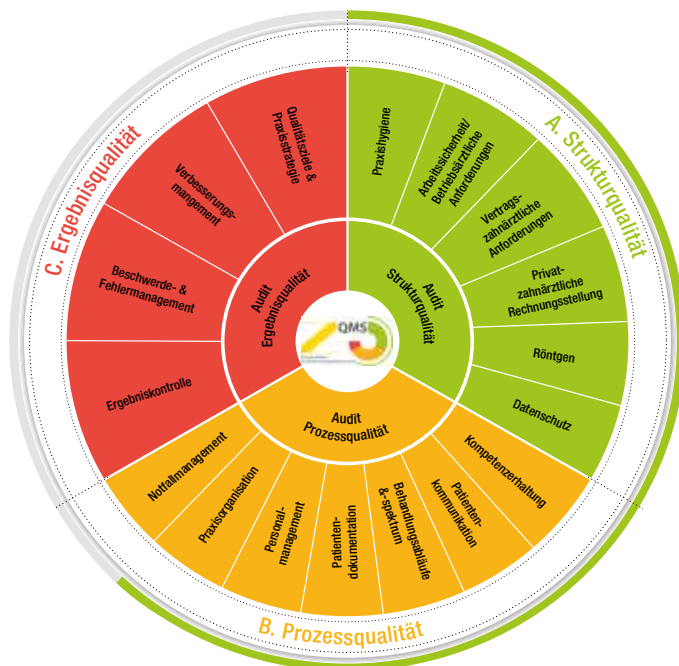 A. Strukturqualität
Praxishygiene
Arbeitssicherheit/
Betriebsärztliche
Anforderungen
Vertrags-
zahnärztliche
Anforderungen
Privat-
zahnärztliche
Rechnungsstellung
Röntgen
Datenschutz
Audit
Strukturqualität
B. Prozessqualität
Kompetenzerhaltung
Patienten-
kommunikation
Behandlungsabläufe
&-spektrum
Patienten-
dokumentation
Personal-
management
Praxisorganisation
Notfallmanagement
Audit
Prozessqualität
C. Ergebnisqualität
Ergebniskontrolle
Beschwerde- &
Fehlermanagement
Verbesserungs-
mangement
Qualitätsziele &
Praxisstrategie
Audit
Ergebnisqualität
QMS